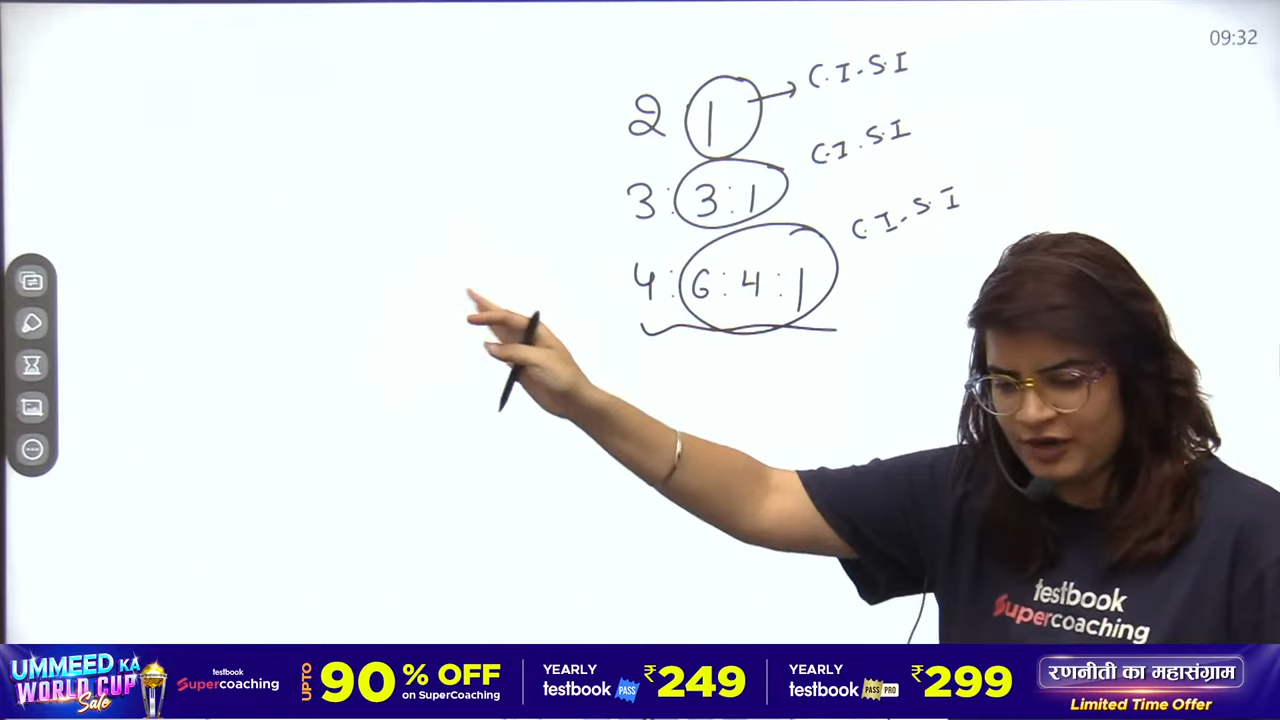 09:32
2 1 → C.I-S.I
3:3:1 C.I.S.I
4:6:4:1 C.I-S.I
testbook
Supercoaching
UMMEED KA
WORLD CUP
Sale
testbook
Supercoaching
UPTO 90% OFF
on SuperCoaching
YEARLY
testbook PASS
₹249
YEARLY
testbook PASS PRO
₹299
रणनीती का महासंग्राम
Limited Time Offer